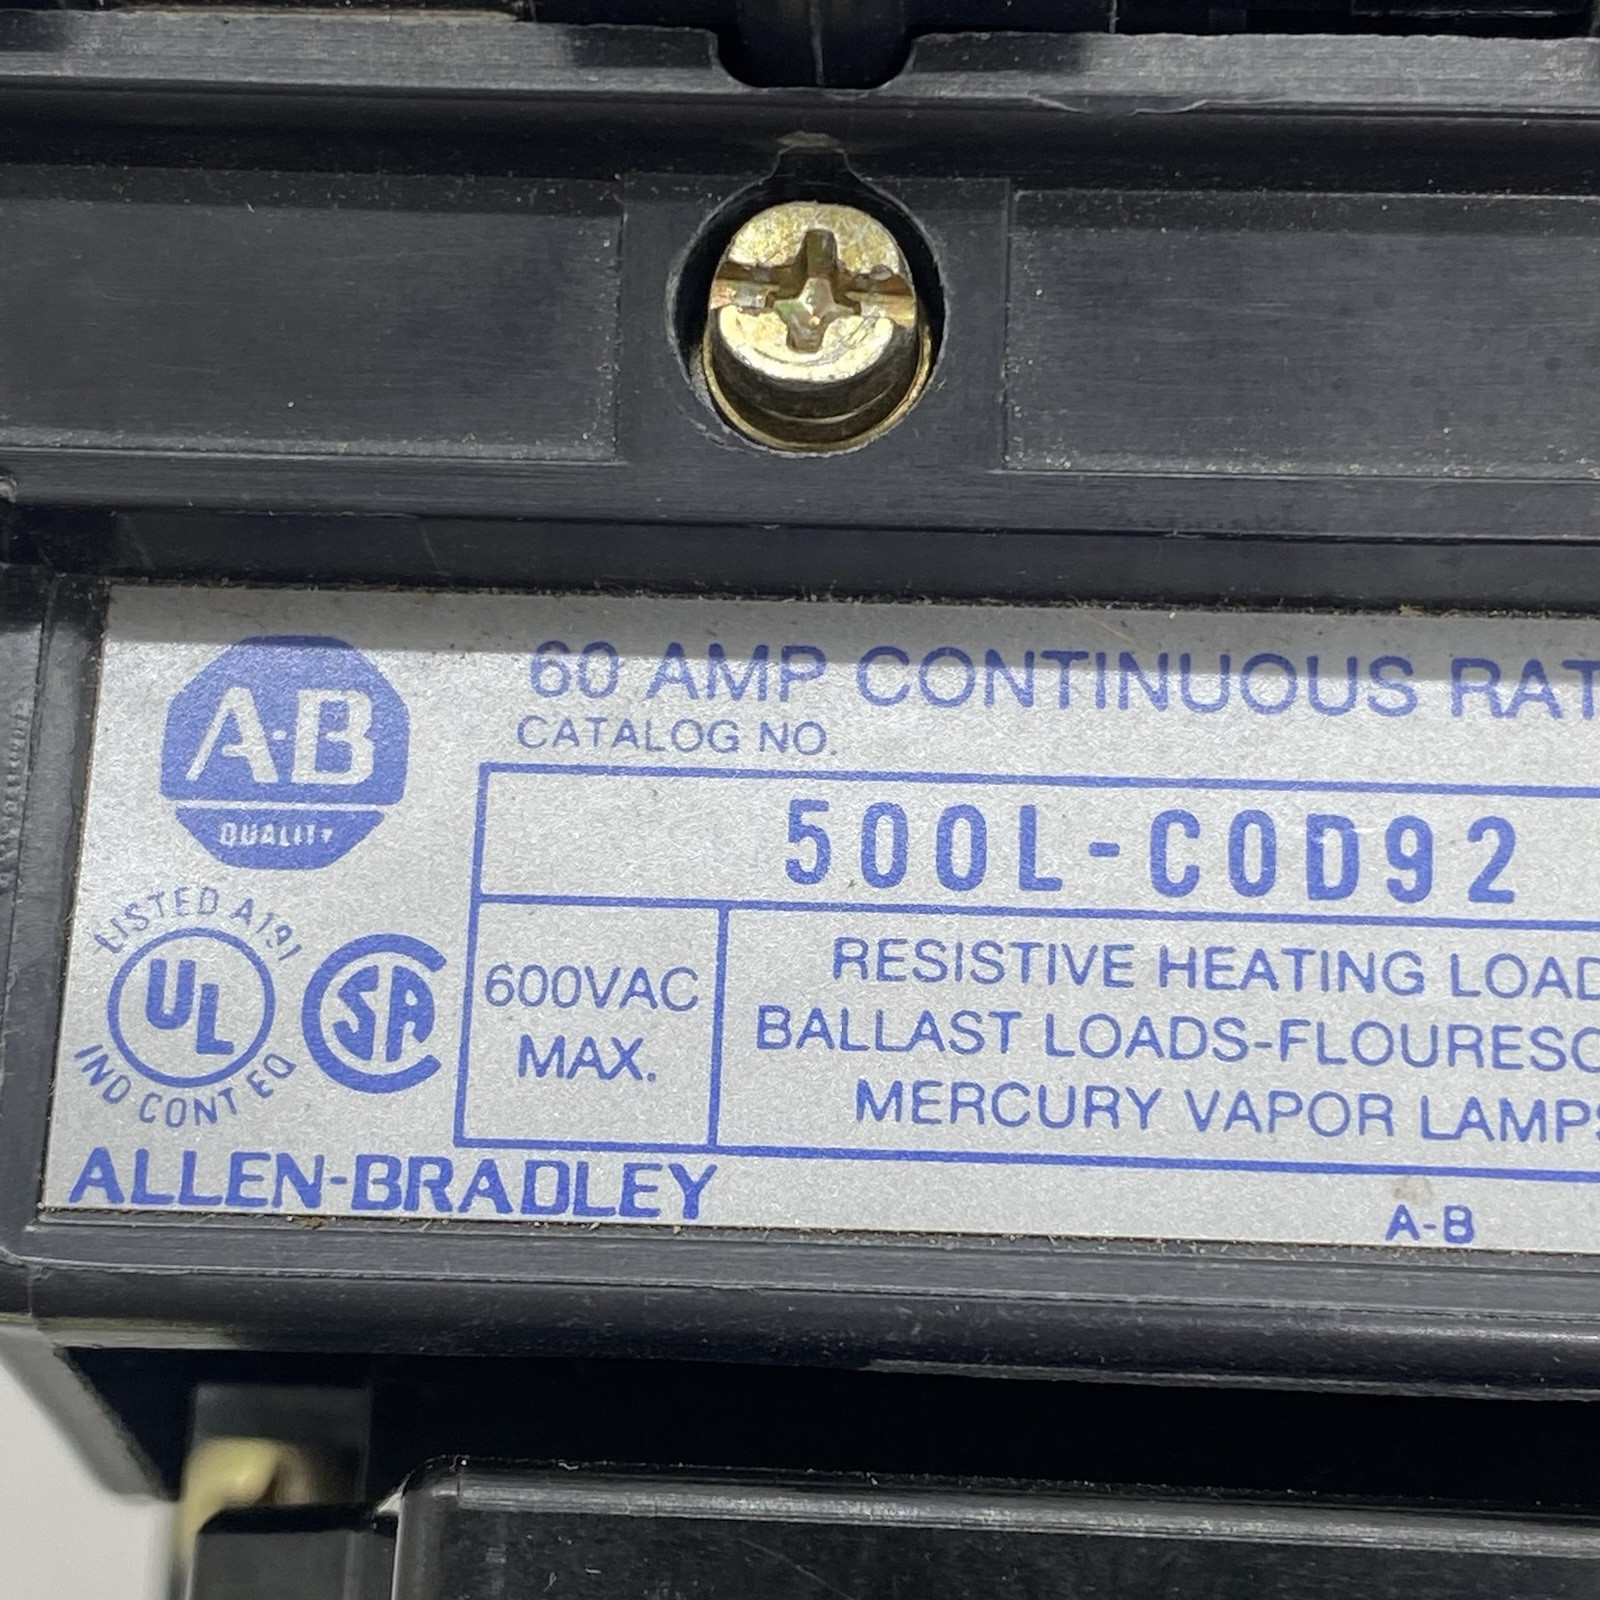 A-B
QUALITY
60 AMP CONTINUOUS RAT
CATALOG NO.
500L-COD92
LISTED A191
UL
IND CONT EQ
SA
600VAC
MAX.
RESISTIVE HEATING LOAD
BALLAST LOADS-FLOURESC
MERCURY VAPOR LAMPS
ALLEN-BRADLEY
A-B